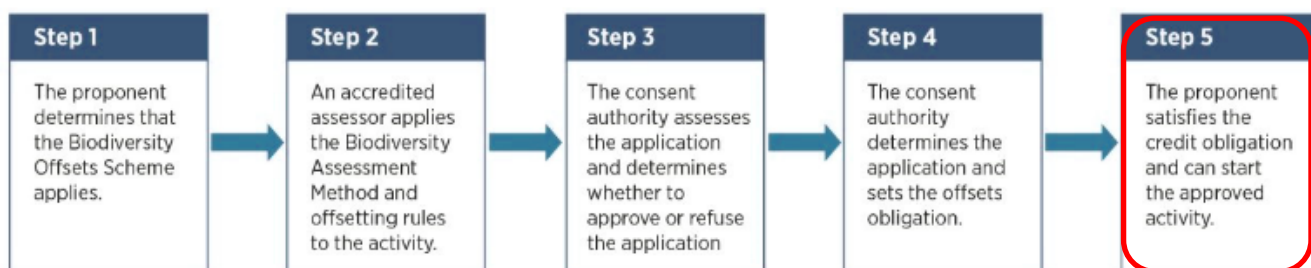 Step 1
The proponent
determines that
the Biodiversity
Offsets Scheme
applies.
Step 2
An accredited
assessor applies
the Biodiversity
Assessment
Method and
offsetting rules
to the activity.
Step 3
The consent
authority assesses
the application
and determines
whether to
approve or refuse
the application
Step 4
The consent
authority
determines the
application and
sets the offsets
obligation.
Step 5
The proponent
satisfies the
credit obligation
and can start
the approved
activity.